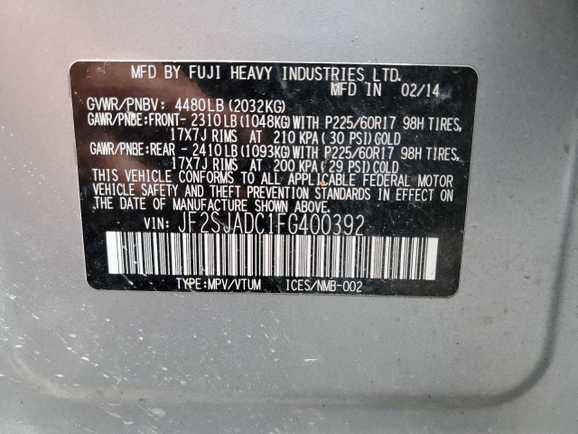 MFD BY FUJI HEAVY INDUSTRIES LTD.
MFD IN 02/14
GVWR/PNBV: 4480LB(2032KG)
GAWR/PNBE:FRONT- 2310LB(1048KG)WITH P225/60R17 98H TIRES,
17X7J RIMS AT 210 KPA(30 PSI)COLD
GAWR/PNBE:REAR - 2410LB(1093KG)WITH P225/60R17 98H TIRES,
17X7J RIMS AT 200 KPA(29 PSI)COLD
THIS VEHICLE CONFORMS TO ALL APPLICABLE FEDERAL MOTOR
VEHICLE SAFETY AND THEFT PREVENTION STANDARDS IN EFFECT ON
THE DATE OF MANUFACTURE SHOWN ABOVE.
VIN: JF2SJADC1FG400392
TYPE:MPV/VTUM ICES/NMB-002